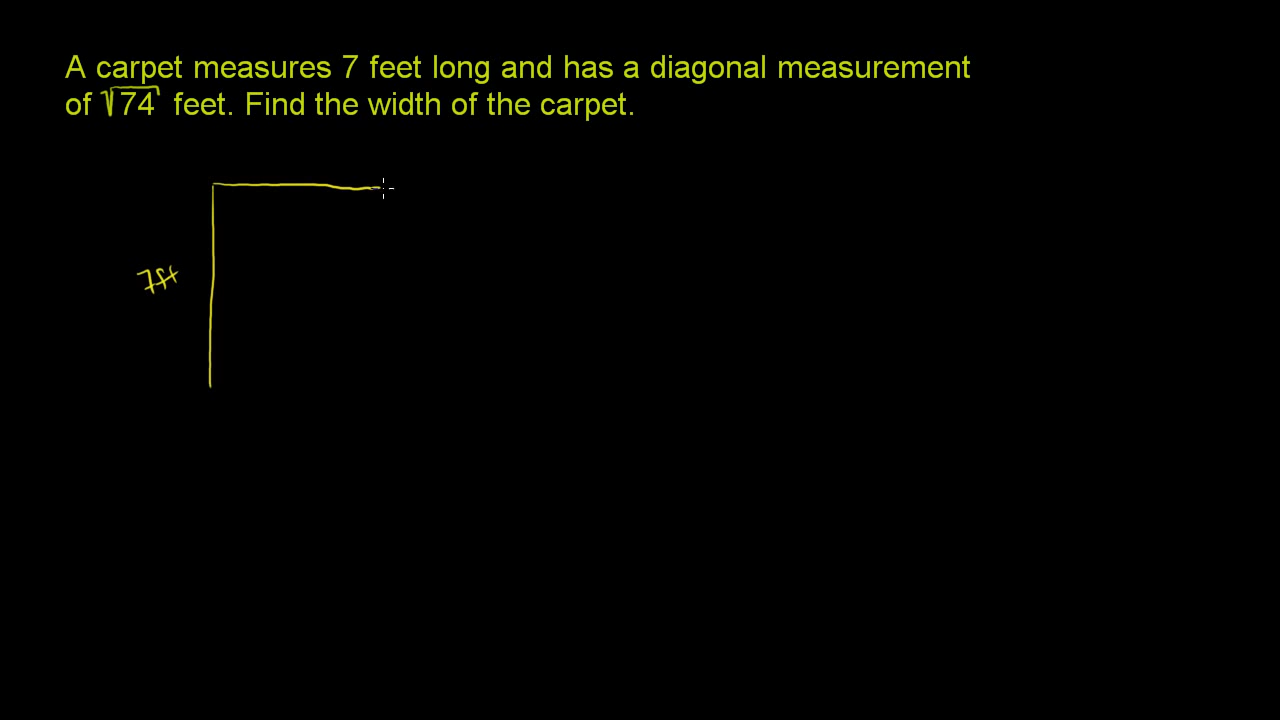 A carpet measures 7 feet long and has a diagonal measurement
of √74 feet. Find the width of the carpet.
7ft